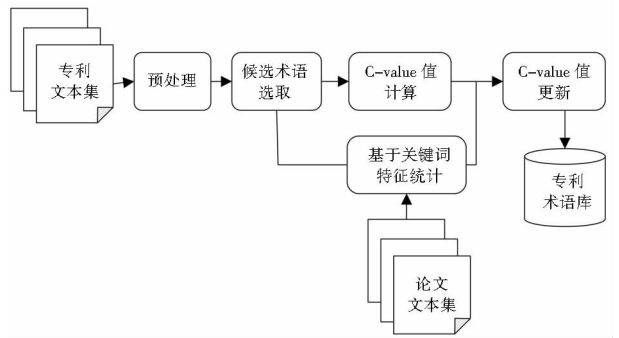 专利
文本集
预处理
候选术语
选取
C-value 值
计算
C-value 值
更新
基于关键词
特征统计
专利
术语库
论文
文本集